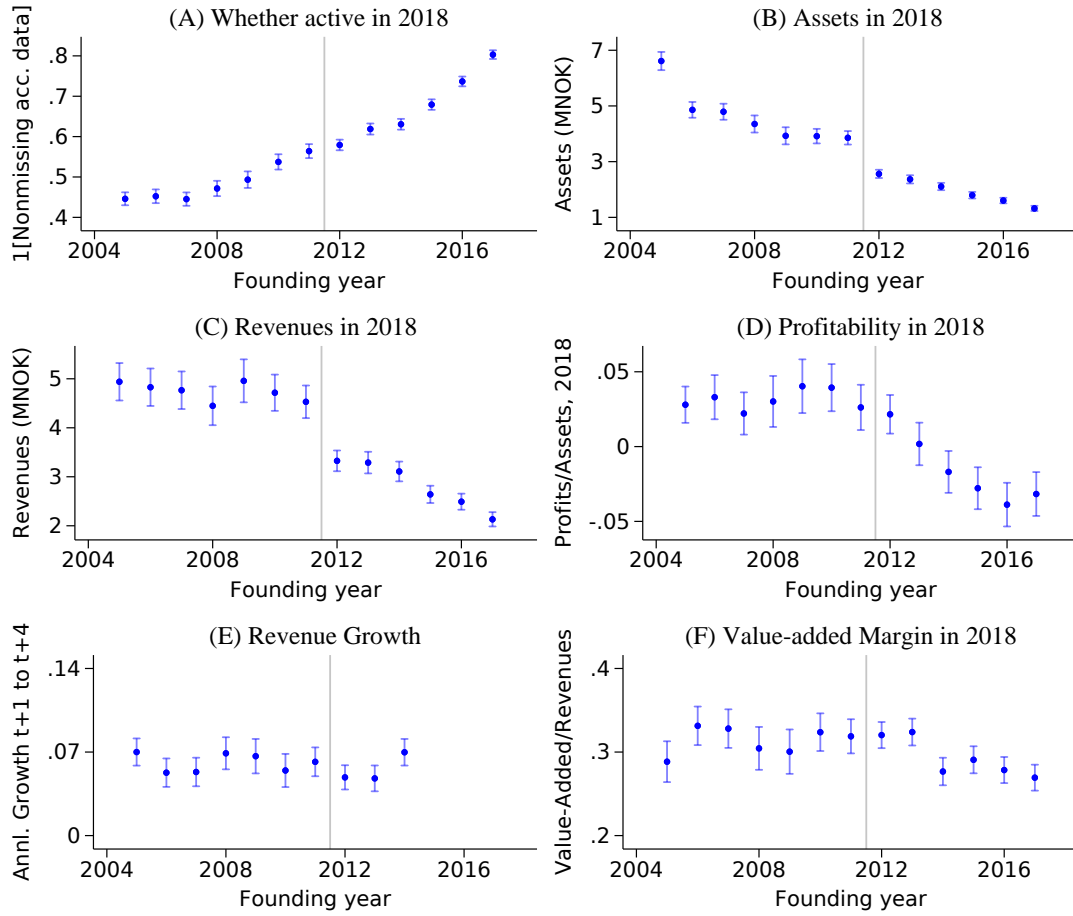 (A) Whether active in 2018
1[Nonmissing acc. data]
.8
.7
.6
.5
.4
2004 2008 2012 2016
Founding year
(B) Assets in 2018
Assets (MNOK)
7
5
3
1
2004 2008 2012 2016
Founding year
(C) Revenues in 2018
Revenues (MNOK)
5
4
3
2
2004 2008 2012 2016
Founding year
(D) Profitability in 2018
Profits/Assets, 2018
.05
0
-.05
2004 2008 2012 2016
Founding year
(E) Revenue Growth
Annl. Growth t+1 to t+4
.14
.07
0
2004 2008 2012 2016
Founding year
(F) Value-added Margin in 2018
Value-Added/Revenues
.4
.3
.2
2004 2008 2012 2016
Founding year